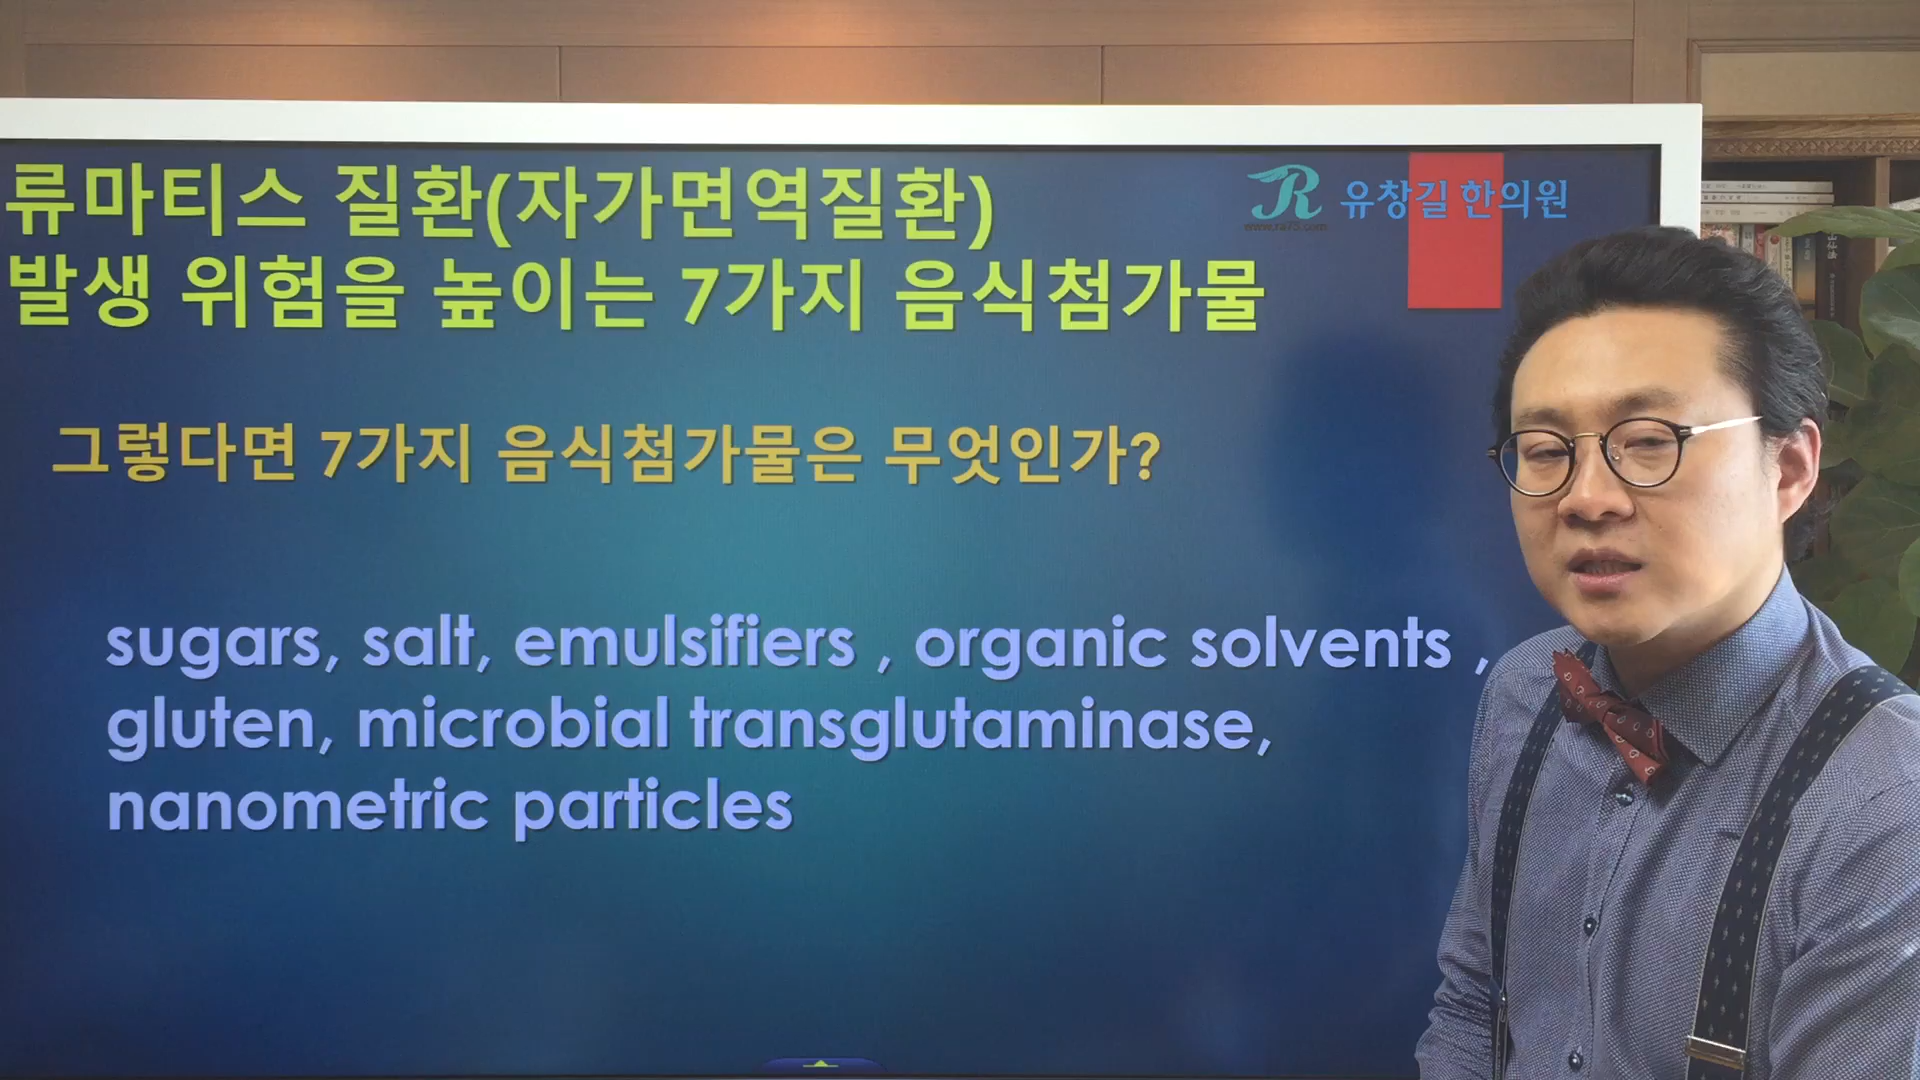 류마티스 질환(자가면역질환)
발생 위험을 높이는 7가지 음식첨가물
R 유창길 한의원
그렇다면 7가지 음식첨가물은 무엇인가?
sugars, salt, emulsifiers , organic solvents ,
gluten, microbial transglutaminase,
nanometric particles